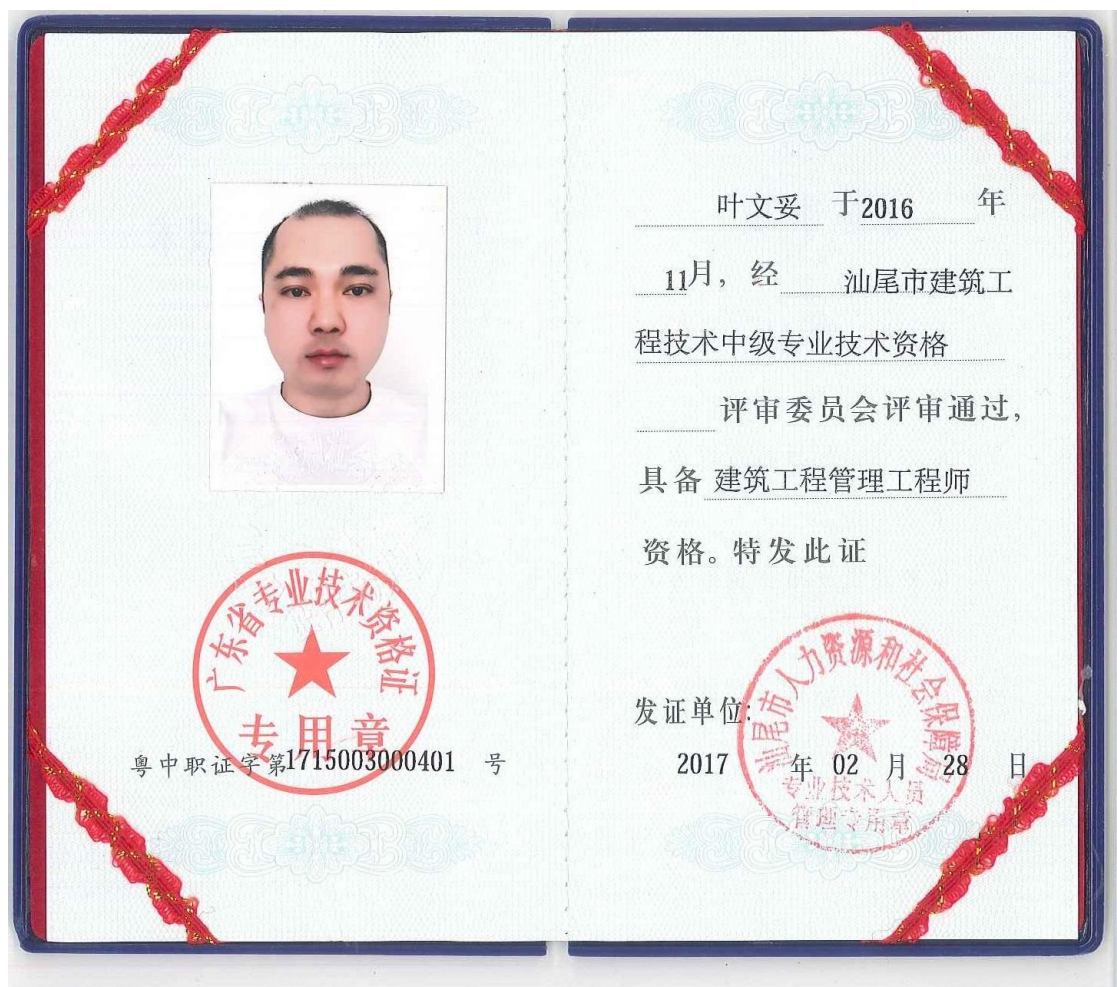 广东省专业技术资格证
专用章
粤中职证字第1715003000401 号
叶文妥 于2016 年
11月，经 汕尾市建筑工
程技术中级专业技术资格
评审委员会评审通过，
具备 建筑工程管理工程师
资格。特发此证
汕尾市人力资源和社会保障局
发证单位：
2017 年 02 月 28 日
专业技术人员
管理专用章